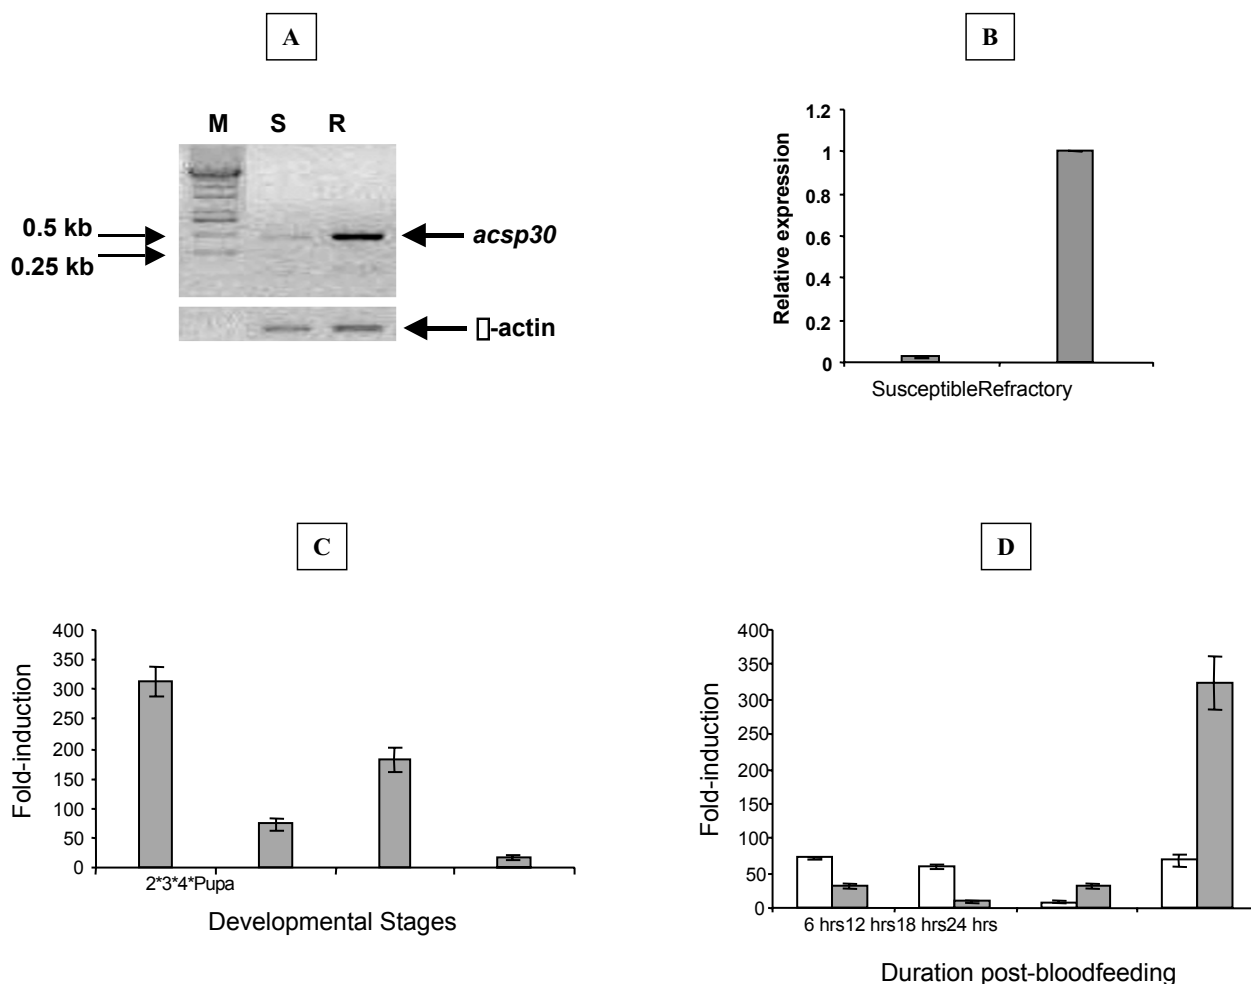 A
M S R
0.5 kb
0.25 kb
acsp30
▯-actin
B
1.2
1
0.8
0.6
0.4
0.2
0
Relative expression
SusceptibleRefractory
C
400
350
300
250
200
150
100
50
0
Fold-induction
2*3*4*Pupa
Developmental Stages
D
400
350
300
250
200
150
100
50
0
Fold-induction
6 hrs12 hrs18 hrs24 hrs
Duration post-bloodfeeding